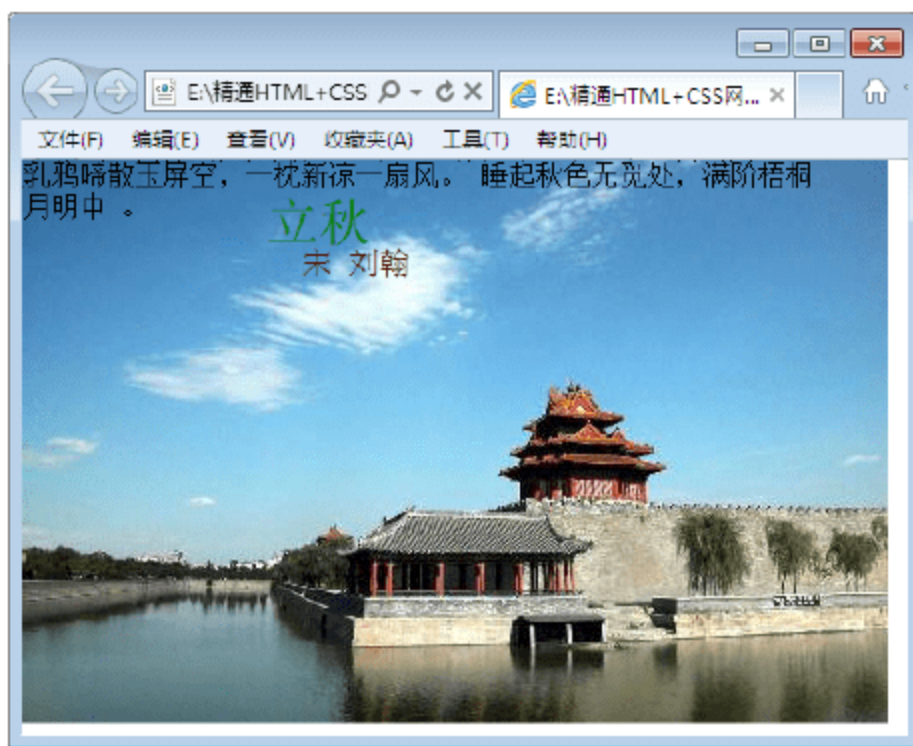 E:\精通HTML+CSS
E:\精通HTML+CSS网...
文件(F) 编辑(E) 查看(V) 收藏夹(A) 工具(T) 帮助(H)
乳鸦啼散玉屏空，一枕新凉一扇风。 睡起秋色无觅处，满阶梧桐
月明中 。
立秋
宋 刘翰